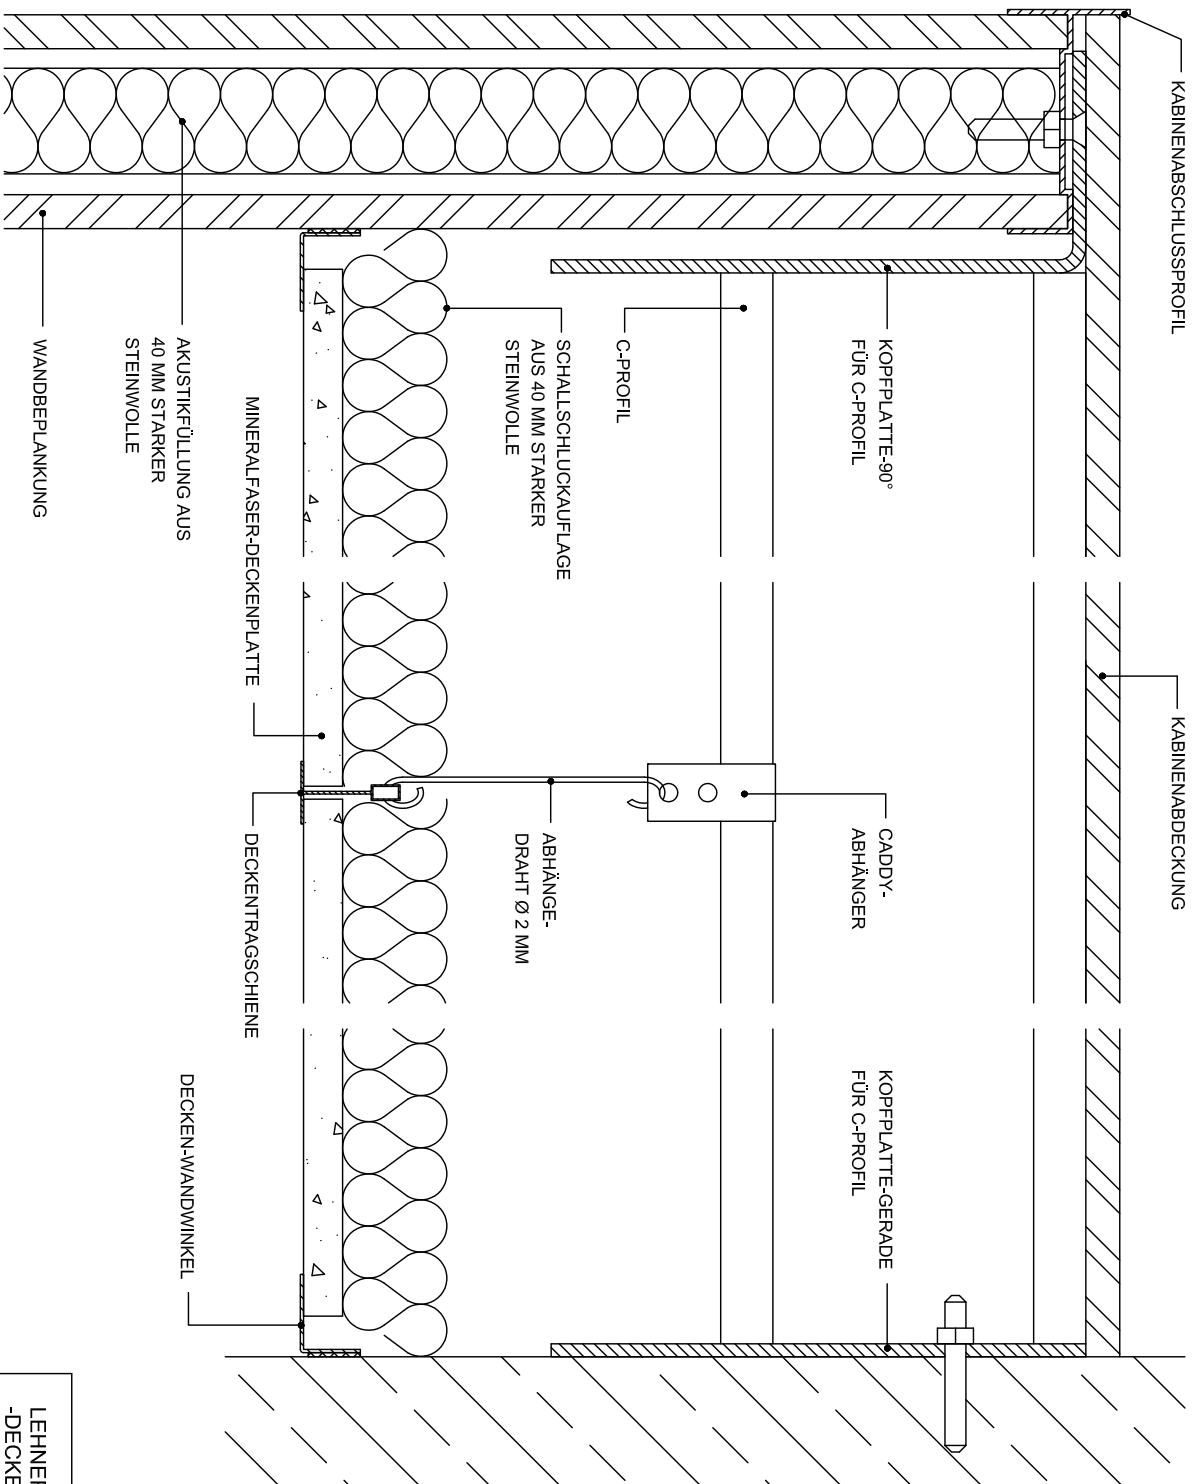 KABINENABSCHLUSSPROFIL
KABINENABDECKUNG
KOPFPLATTE-90°
FÜR C-PROFIL
CADDY-
ABHÄNGER
KOPFPLATTE-GERADE
FÜR C-PROFIL
C-PROFIL
SCHALLSCHLUCKAUFLAGE
AUS 40 MM STARKER
STEINWOLLE
ABHÄNGE-
DRAHT Ø 2 MM
MINERALFASER-DECKENPLATTE
DECKENTRAGSCHIENE
AKUSTIKFÜLLUNG AUS
40 MM STARKER
STEINWOLLE
DECKEN-WANDWINKEL
WANDBEPLANKUNG